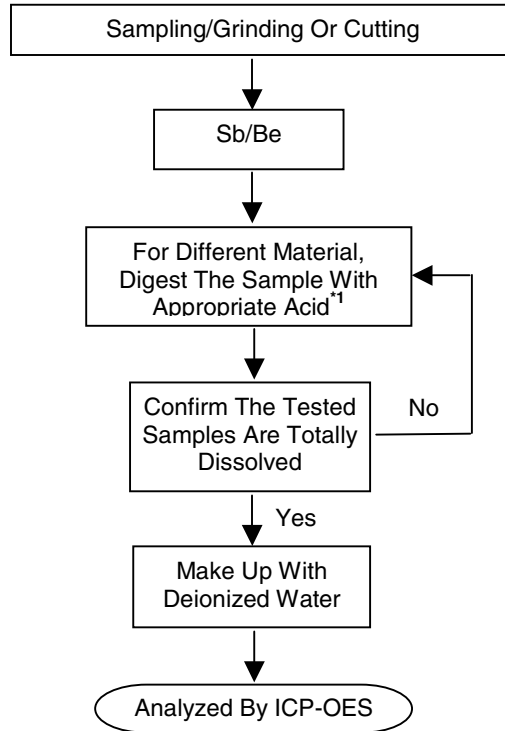 Sampling/Grinding Or Cutting
Sb/Be
For Different Material,
Digest The Sample With
Appropriate Acid*1
Confirm The Tested
Samples Are Totally
Dissolved
No
Yes
Make Up With
Deionized Water
Analyzed By ICP-OES